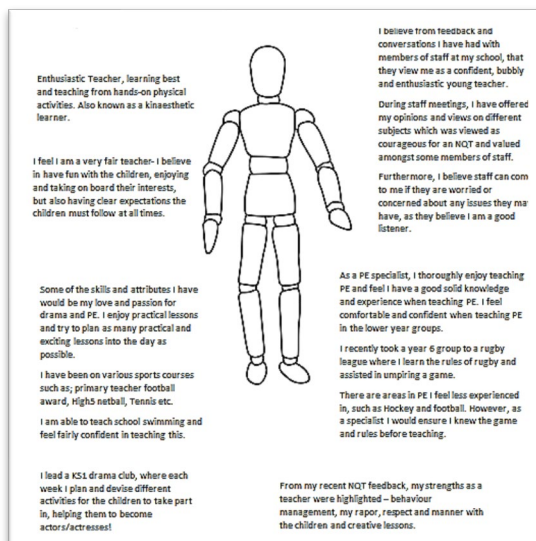 Enthusiastic Teacher, learning best
and teaching from hands-on physical
activities. Also known as a kinaesthetic
learner.
I feel I am a very fair teacher- I believe
in have fun with the children, enjoying
and taking on board their interests,
but also having clear expectations the
children must follow at all times.
Some of the skills and attributes I have
would be my love and passion for
drama and PE. I enjoy practical lessons
and try to plan as many practical and
exciting lessons into the day as
possible.
I have been on various sports courses
such as; primary teacher football
award, High5 netball, Tennis etc.
I am able to teach school swimming and
feel fairly confident in teaching this.
I lead a KS1 drama club, where each
week I plan and devise different
activities for the children to take part
in, helping them to become
actors/actresses!
I believe from feedback and
conversations I have had with
members of staff at my school, that
they view me as a confident, bubbly
and enthusiastic young teacher.
During staff meetings, I have offered
my opinions and views on different
subjects which was viewed as
courageous for an NQT and valued
amongst some members of staff.
Furthermore, I believe staff can com
to me if they are worried or
concerned about any issues they ma
have, as they believe I am a good
listener.
As a PE specialist, I thoroughly enjoy teaching
PE and feel I have a good solid knowledge
and experience when teaching PE. I feel
comfortable and confident when teaching PE
in the lower year groups.
I recently took a year 6 group to a rugby
league where I learn the rules of rugby and
assisted in umpiring a game.
There are areas in PE I feel less experienced
in, such as Hockey and football. However, as
a specialist I would ensure I knew the game
and rules before teaching.
From my recent NQT feedback, my strengths as a
teacher were highlighted – behaviour
management, my rapor, respect and manner with
the children and creative lessons.